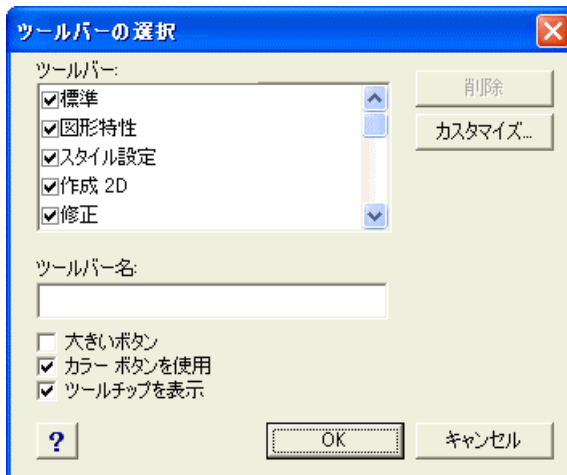 ツールバーの選択
ツールバー:
標準
図形特性
スタイル設定
作成 2D
修正
削除
カスタマイズ...
ツールバー名:
大きいボタン
カラー ボタンを使用
ツールチップを表示
?
OK
キャンセル